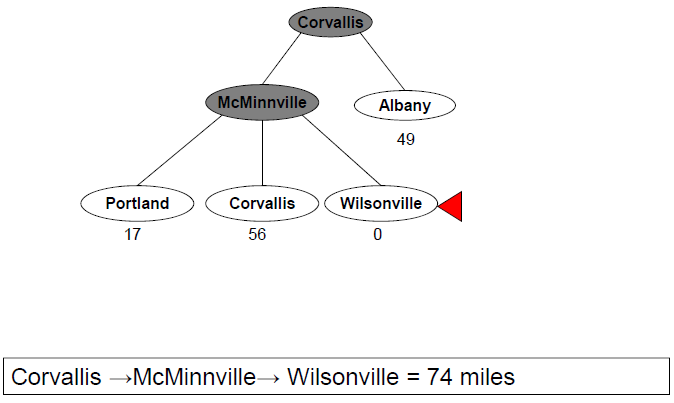 Corvallis
McMinnville
Albany
49
Portland
Corvallis
Wilsonville
17
56
0
Corvallis →McMinnville→ Wilsonville = 74 miles